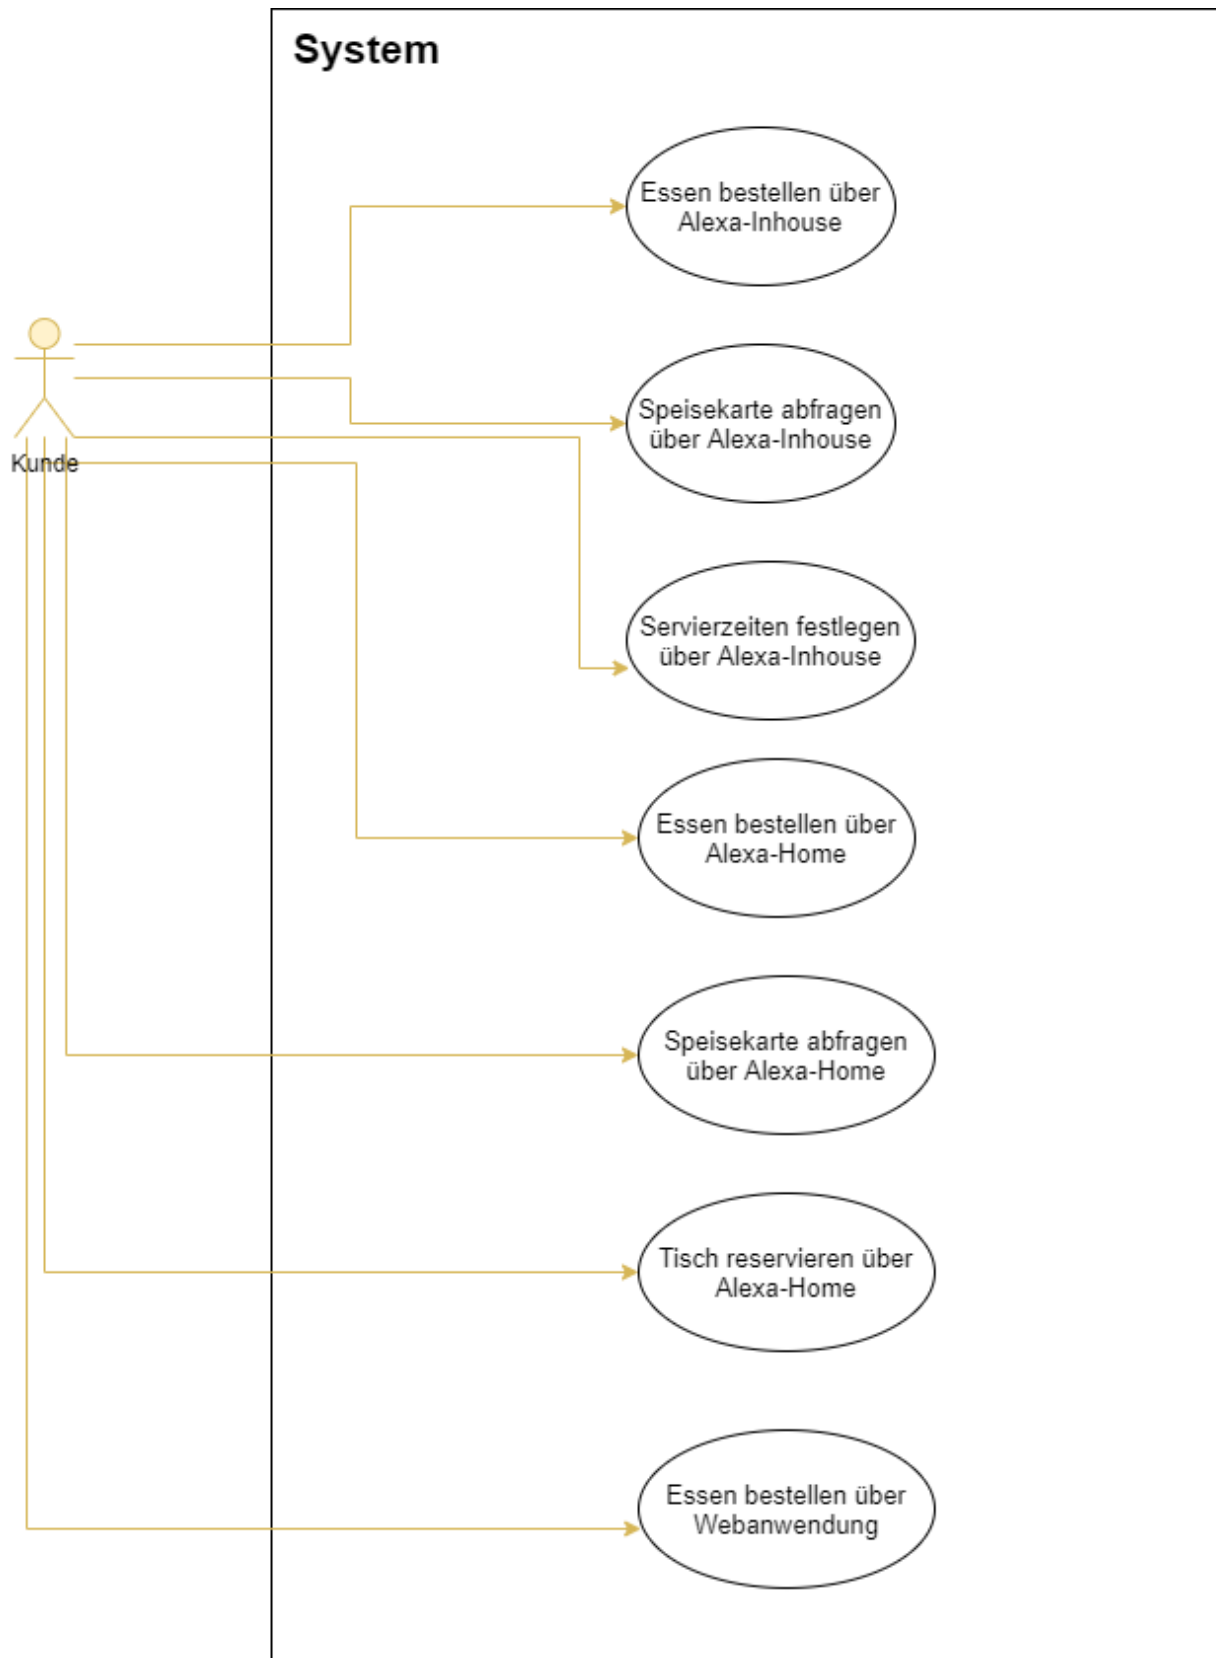 System
Essen bestellen über
Alexa-Inhouse
Speisekarte abfragen
über Alexa-Inhouse
Kunde
Servierzeiten festlegen
über Alexa-Inhouse
Essen bestellen über
Alexa-Home
Speisekarte abfragen
über Alexa-Home
Tisch reservieren über
Alexa-Home
Essen bestellen über
Webanwendung